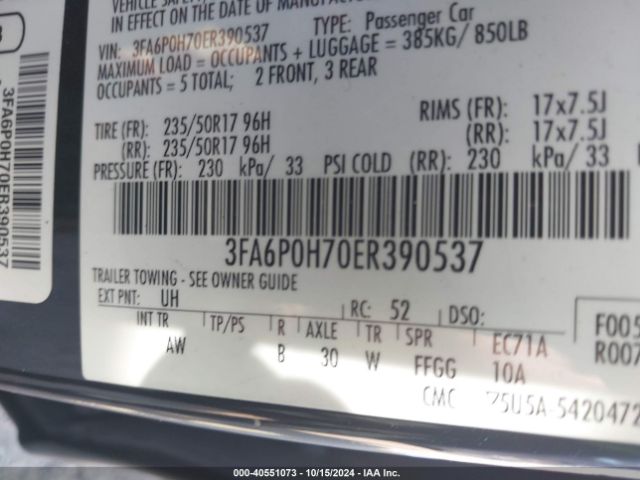 VEHICLE SAFETY
IN EFFECT ON THE DATE OF MANUFACTURE
VIN: 3FA6P0H70ER390537 TYPE: Passenger Car
MAXIMUM LOAD = OCCUPANTS + LUGGAGE = 385KG/ 850LB
OCCUPANTS = 5 TOTAL; 2 FRONT, 3 REAR
TIRE (FR): 235/50R17 96H RIMS (FR): 17x7.5J
(RR): 235/50R17 96H (RR): 17x7.5J
PRESSURE (FR): 230 kPa/ 33 PSI COLD (RR): 230 kPa/ 33
3FA6P0H70ER390537
3FA6P0H70ER390537
TRAILER TOWING - SEE OWNER GUIDE
EXT PNT: UH RC: 52 DSO:
INT TR TP/PS R AXLE TR SPR EC71A F005
AW B 30 W FFGG 10A R007
CMC 5U5A-5420472
000-40551073 - 10/15/2024 - IAA Inc.